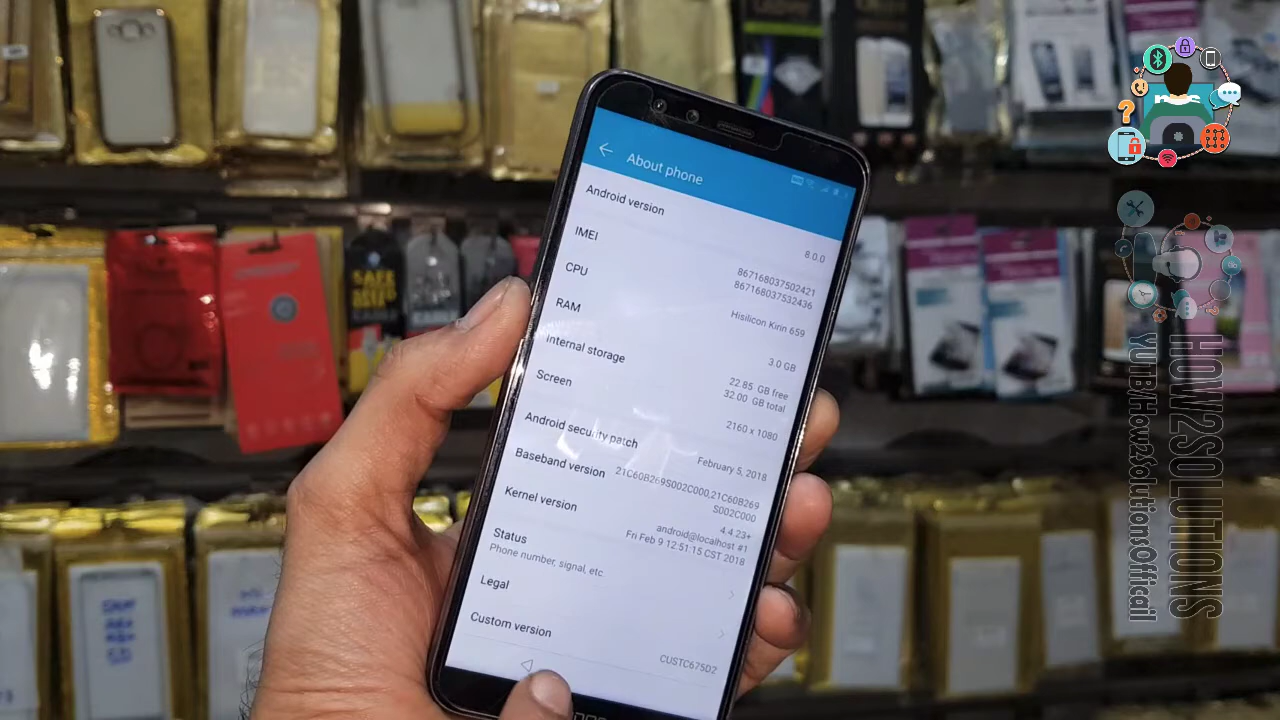 About phone
Android version
8.0.0
IMEI
867168037502421
867168037532436
CPU
Hisilicon Kirin 659
RAM
3.0 GB
Internal storage
22.85 GB free
32.00 GB total
Screen
2160 x 1080
Android security patch
February 5, 2018
Baseband version
21C60B269S002C000,21C60B269
S002C000
Kernel version
4.4.23+
android@localhost #1
Fri Feb 9 12:51:15 CST 2018
Status
Phone number, signal, etc
Legal
Custom version
CUSTC675D2
SAFE
HOW2SOLUTIONS
YUTB/How2SolutionsOfficail